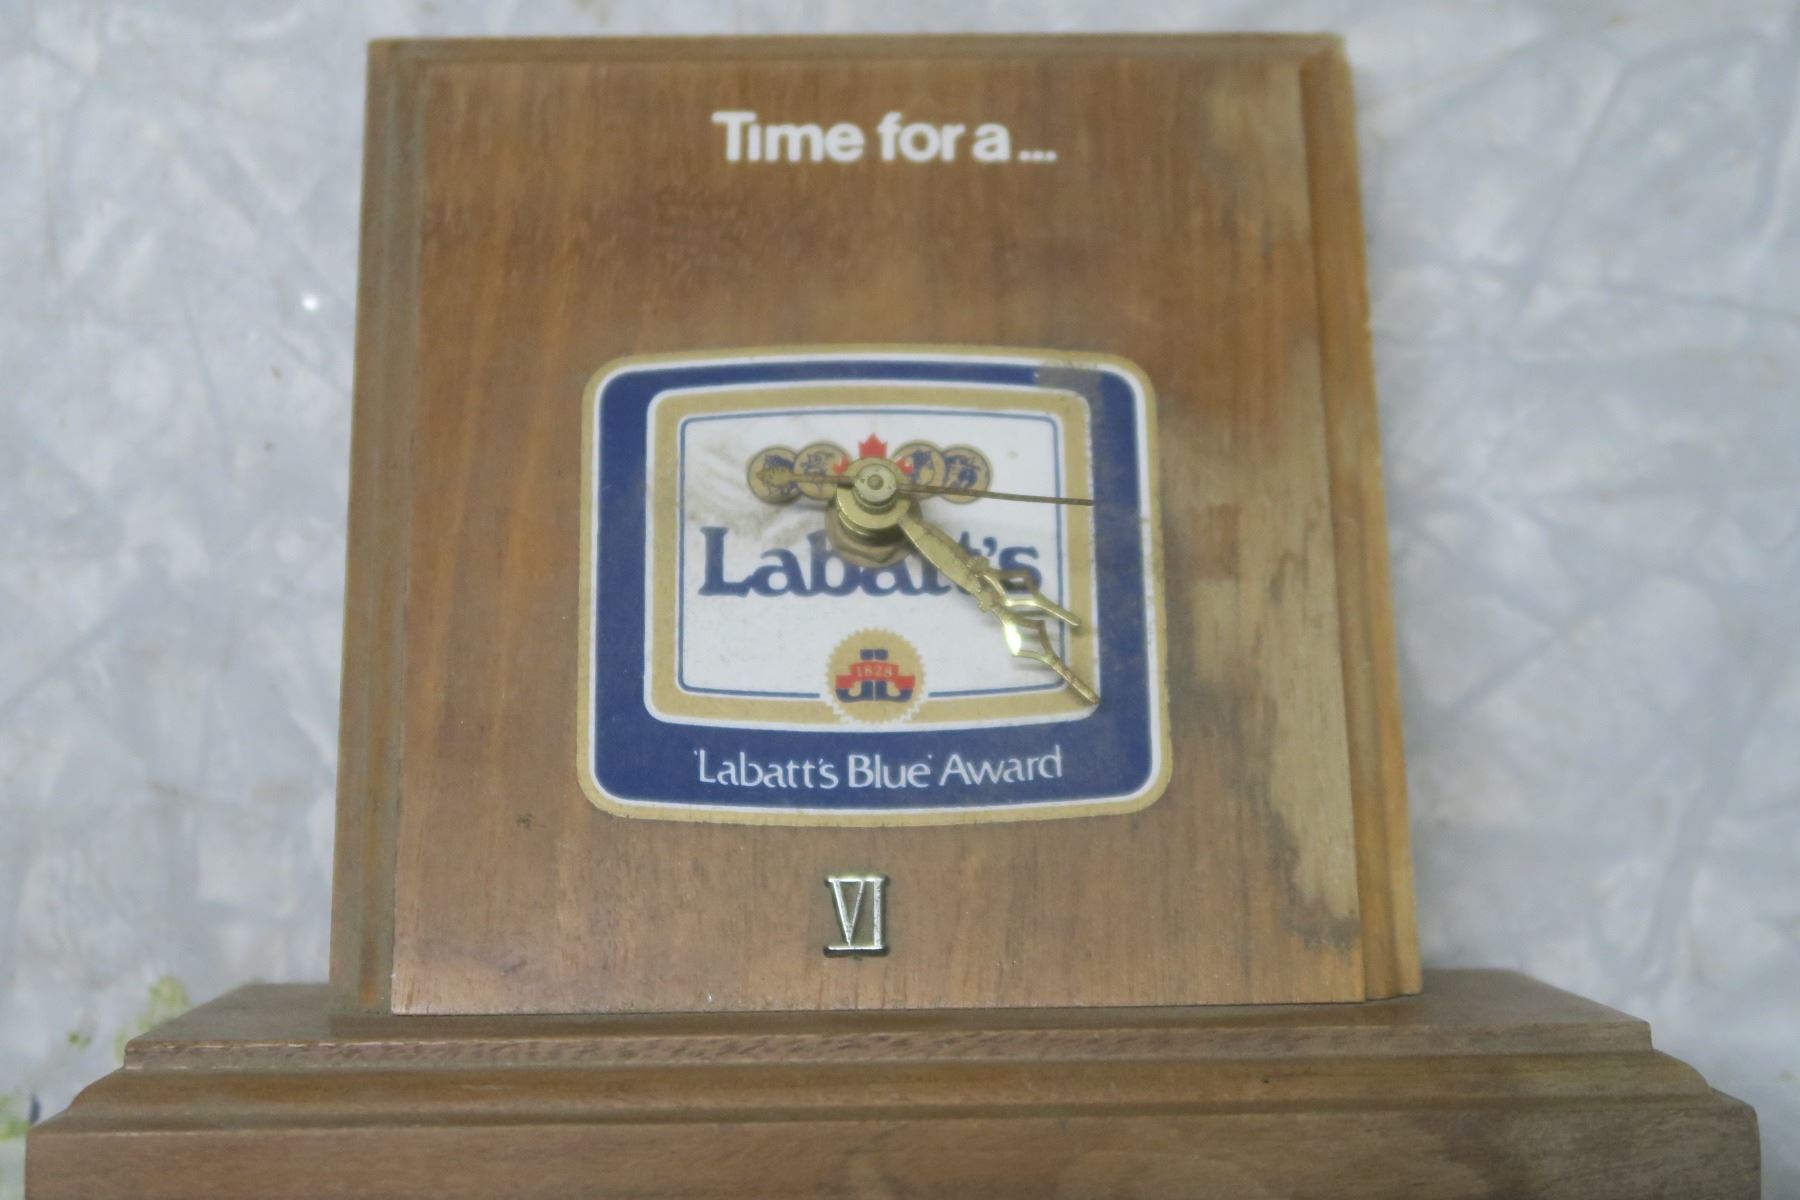 Time for a...
Labatt's
1828
'Labatt's Blue' Award
VI